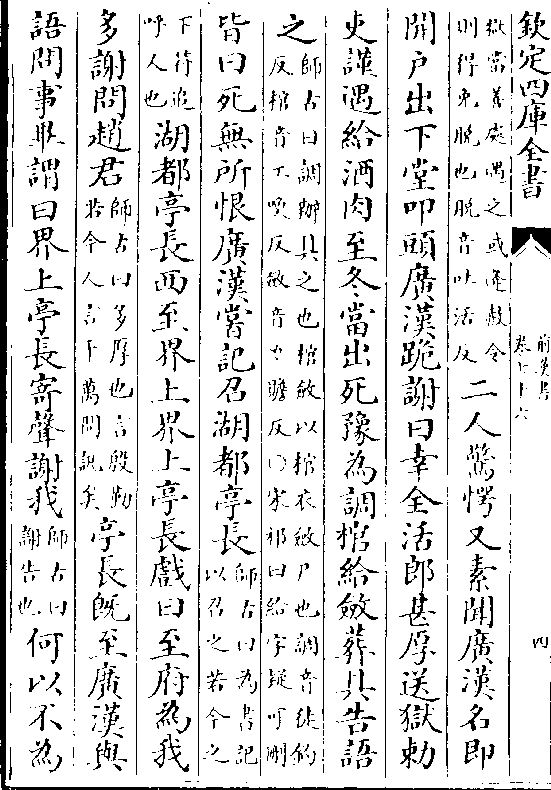 欽定四庫全書
前漢書
卷七十六
四
獄當善處遇之或逢赦令
則得免脱也脱音吐活反
二人驚愕又素聞廣漢名即
開户出下堂叩頭廣漢跪謝曰幸全活郎甚厚送獄勅
吏謹遇給酒肉至冬當出死豫為調棺給斂葬具告語
之
師古曰調辦具之也棺斂以棺衣斂尸也調音徒釣
反棺音工喚反斂音力贍反〇宋祁曰給字疑可刪
皆曰死無所恨廣漢嘗記召湖都亭長
師古曰為書記
以召之若今之
下符追
呼人也
湖都亭長西至界上界上亭長戲曰至府為我
多謝問趙君
師古曰多厚也言殷勤
若今人言千萬問訊矣
亭長既至廣漢與
語問事畢謂曰界上亭長寄聲謝我
師古曰
謝告也
何以不為